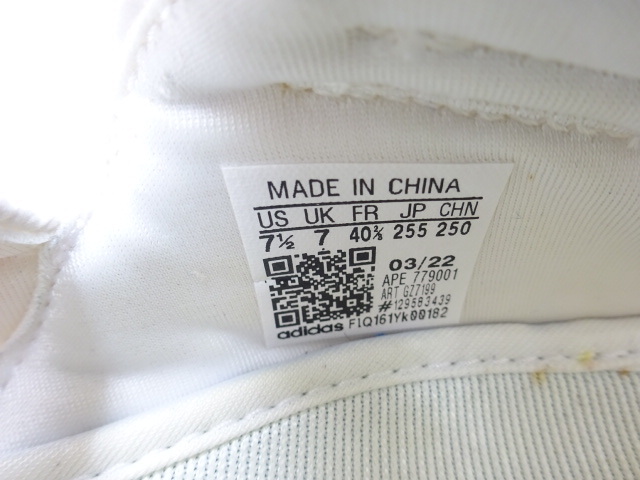 MADE IN CHINA
US UK FR JP CHN
7½ 7 40⅔ 255 250
03/22
APE 779001
ART GZ7199
#129583439
adidas FIQ161Yk00182